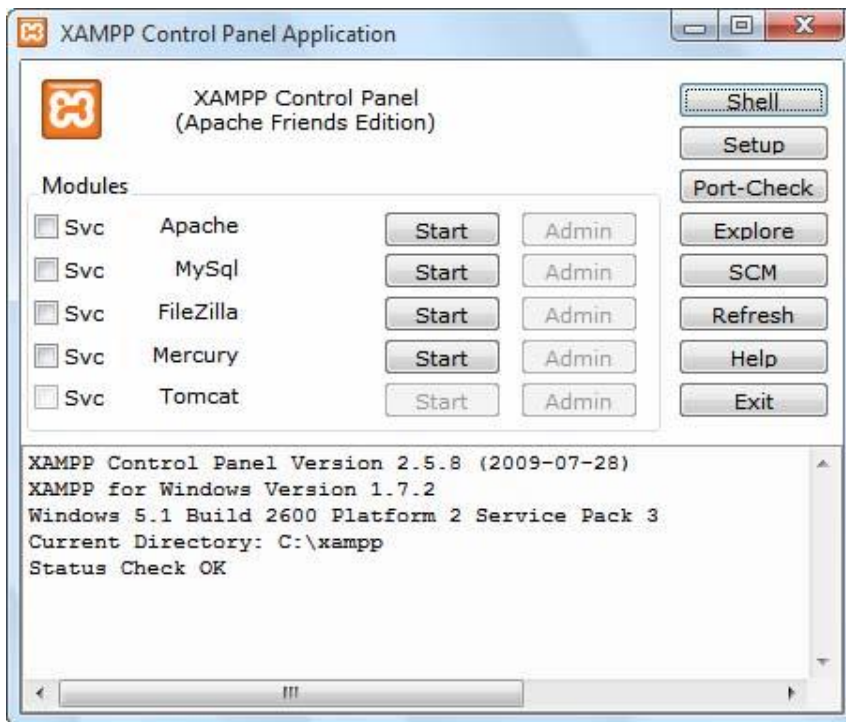 XAMPP Control Panel Application
XAMPP Control Panel
(Apache Friends Edition)
Shell
Setup
Port-Check
Explore
SCM
Refresh
Help
Exit
Modules
Svc Apache Start Admin
Svc MySql Start Admin
Svc FileZilla Start Admin
Svc Mercury Start Admin
Svc Tomcat Start Admin
XAMPP Control Panel Version 2.5.8 (2009-07-28)
XAMPP for Windows Version 1.7.2
Windows 5.1 Build 2600 Platform 2 Service Pack 3
Current Directory: C:\xampp
Status Check OK